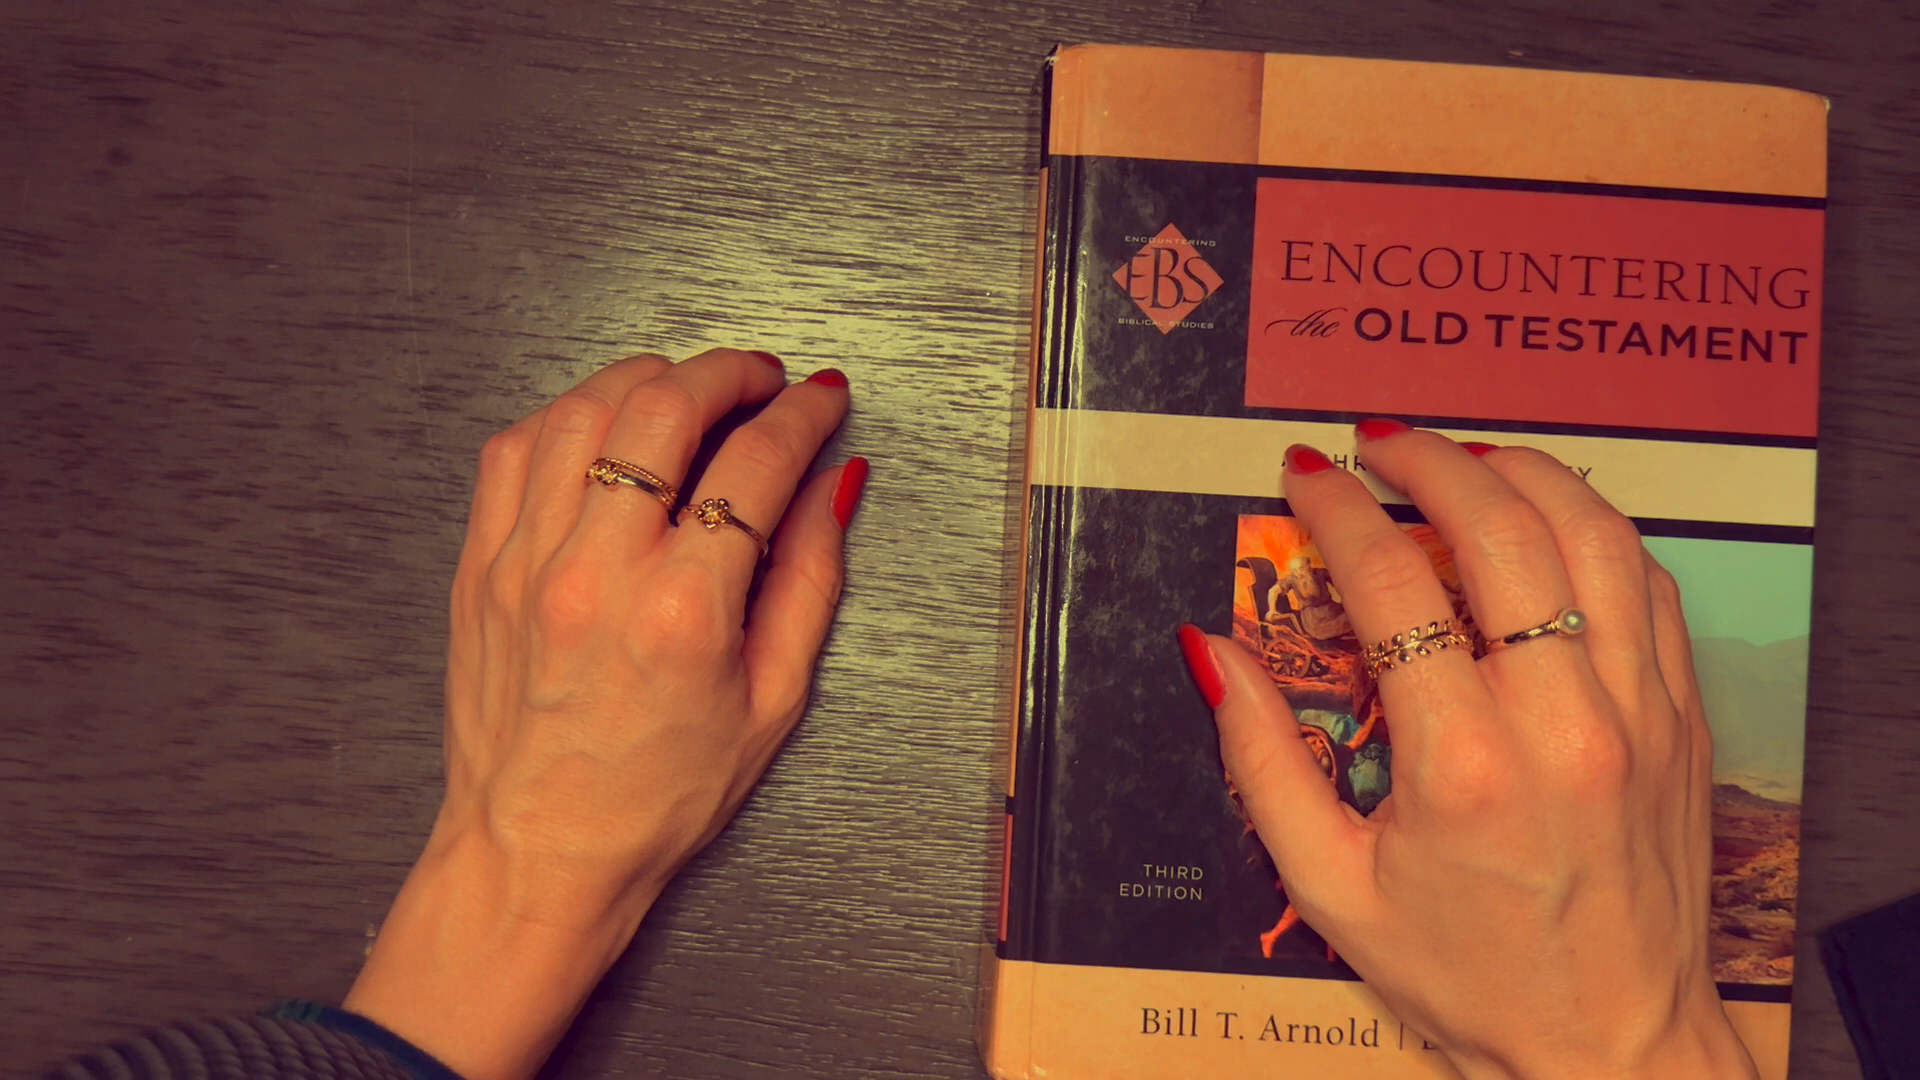 ENCOUNTERING
EBS
BIBLICAL STUDIES
ENCOUNTERING
the OLD TESTAMENT
THIRD
EDITION
Bill T. Arnold |